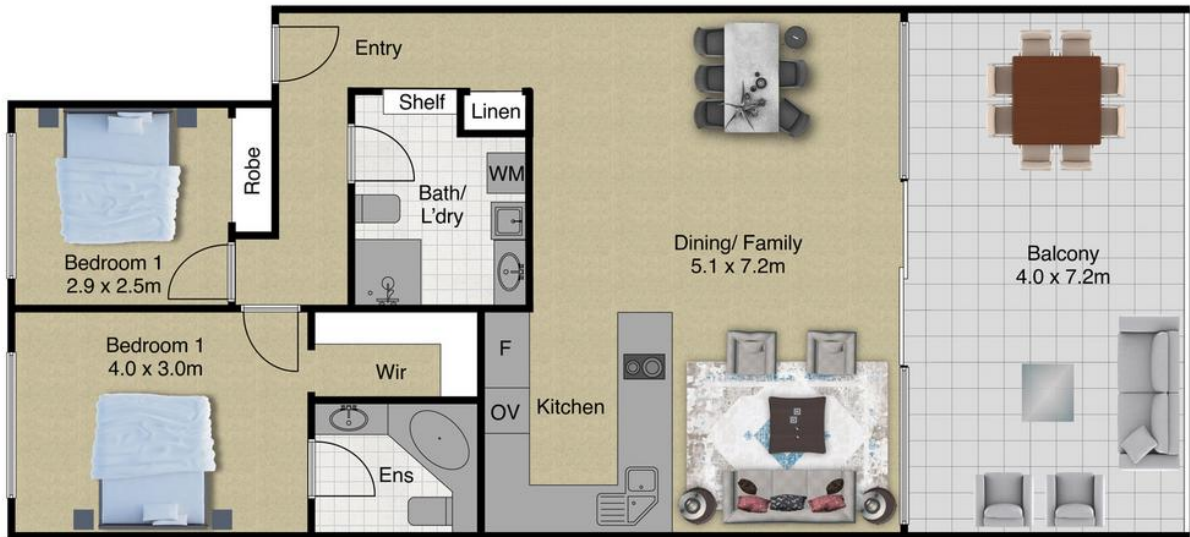 Entry
Shelf
Linen
Robe
WM
Bath/
L'dry
Bedroom 1
2.9 x 2.5m
Dining/ Family
5.1 x 7.2m
Balcony
4.0 x 7.2m
Bedroom 1
4.0 x 3.0m
Wir
F
OV
Kitchen
Ens